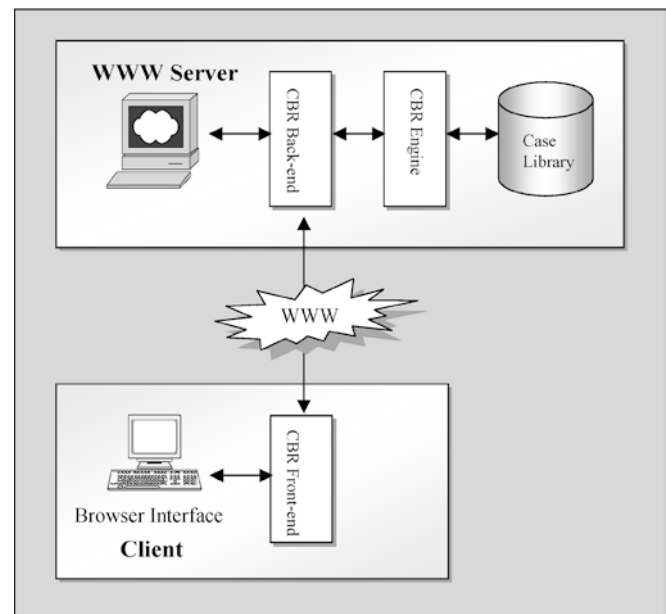 WWW Server
CBR Back-end
CBR Engine
Case
Library
WWW
CBR Front-end
Browser Interface
Client